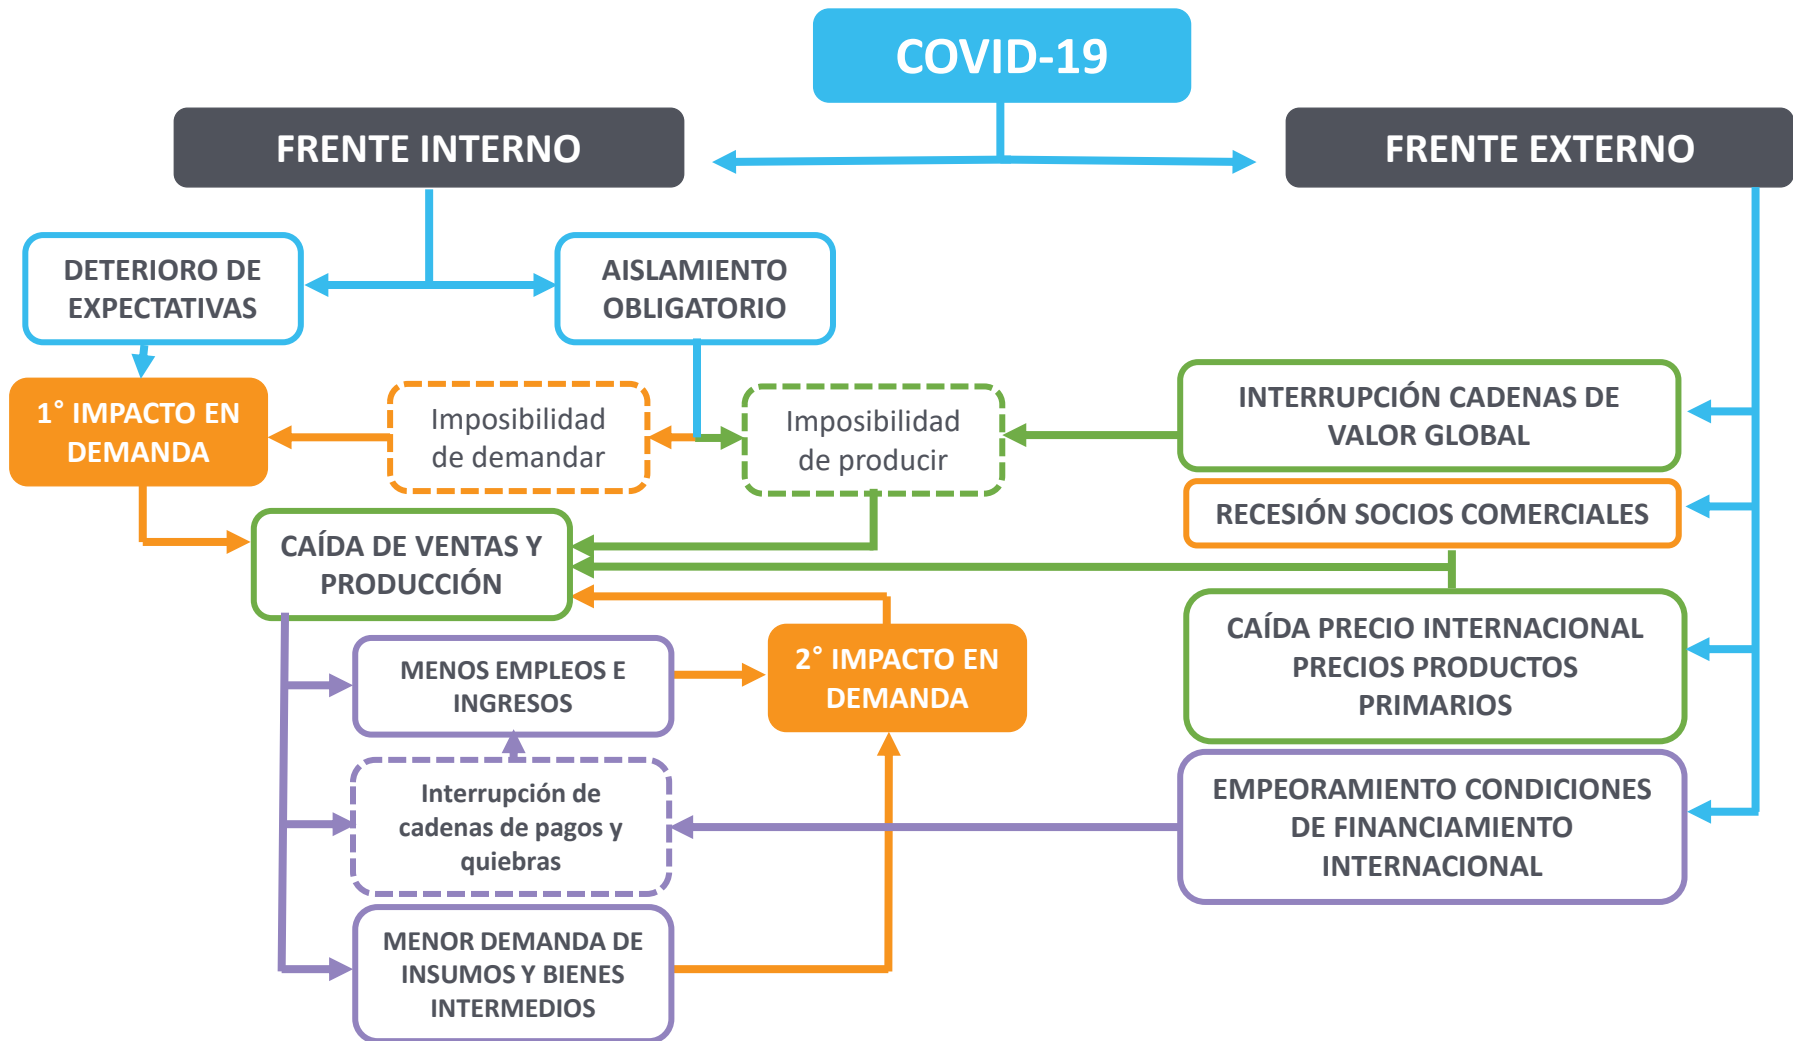 COVID-19
FRENTE INTERNO
FRENTE EXTERNO
DETERIORO DE
EXPECTATIVAS
AISLAMIENTO
OBLIGATORIO
1° IMPACTO EN
DEMANDA
Imposibilidad
de demandar
Imposibilidad
de producir
INTERRUPCIÓN CADENAS DE
VALOR GLOBAL
RECESIÓN SOCIOS COMERCIALES
CAÍDA DE VENTAS Y
PRODUCCIÓN
CAÍDA PRECIO INTERNACIONAL
PRECIOS PRODUCTOS
PRIMARIOS
MENOS EMPLEOS E
INGRESOS
2° IMPACTO EN
DEMANDA
Interrupción de
cadenas de pagos y
quiebras
EMPEORAMIENTO CONDICIONES
DE FINANCIAMIENTO
INTERNACIONAL
MENOR DEMANDA DE
INSUMOS Y BIENES
INTERMEDIOS